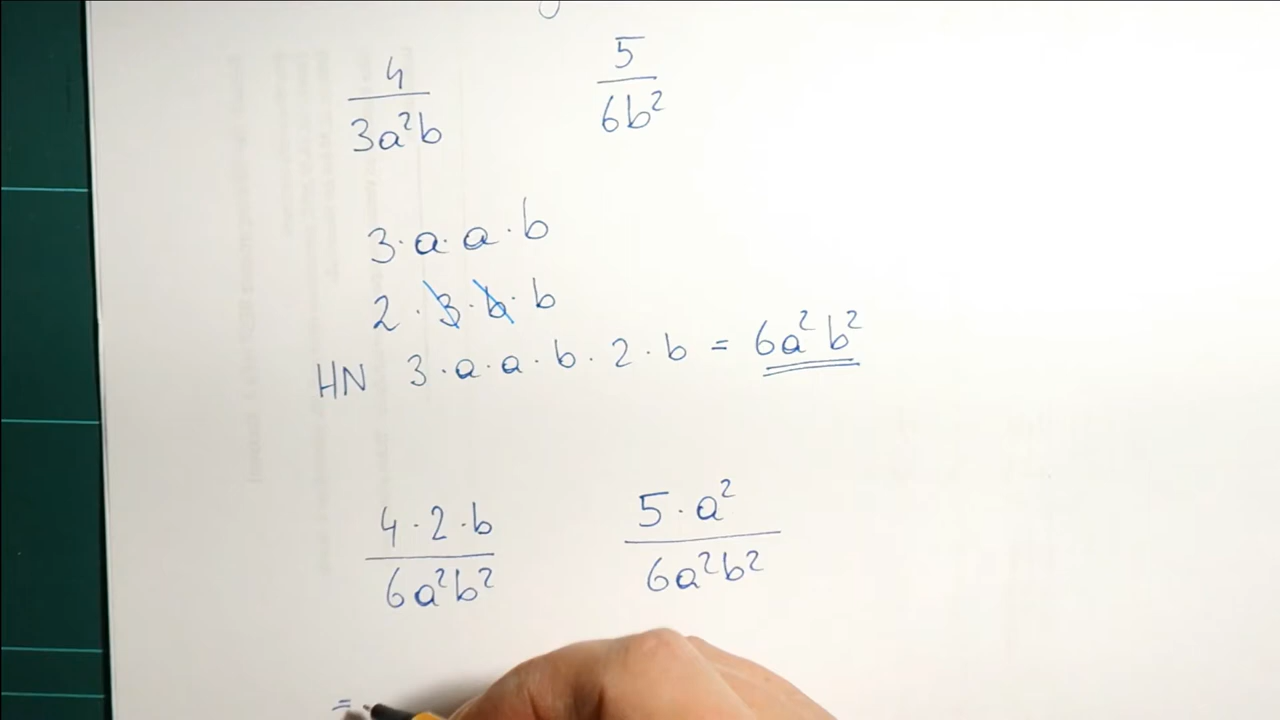 4/(3a²b) 5/(6b²)
3·a·a·b
2·3·b·b
HN 3·a·a·b·2·b = 6a²b²
(4·2·b)/(6a²b²) (5·a²)/(6a²b²)
=